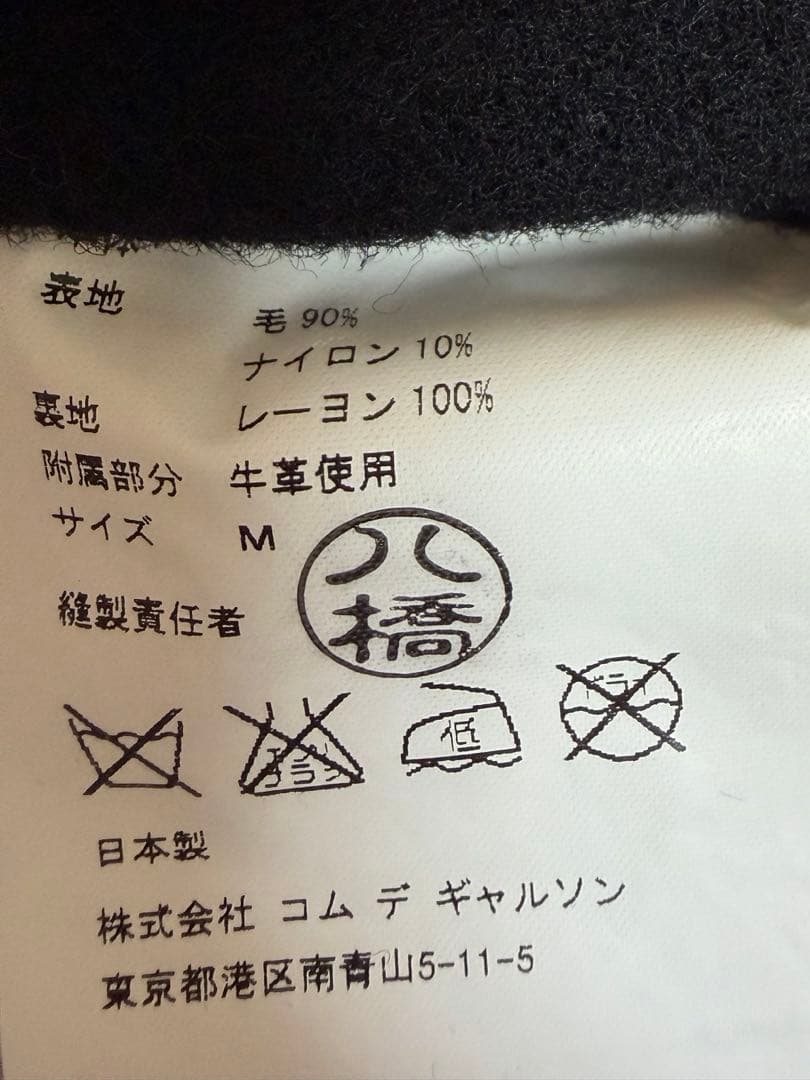 表地
毛 90%
ナイロン 10%
裏地 レーヨン 100%
附属部分 牛革使用
サイズ M
縫製責任者 八橋
低
ドライ
日本製
株式会社 コム デ ギャルソン
東京都港区南青山5-11-5